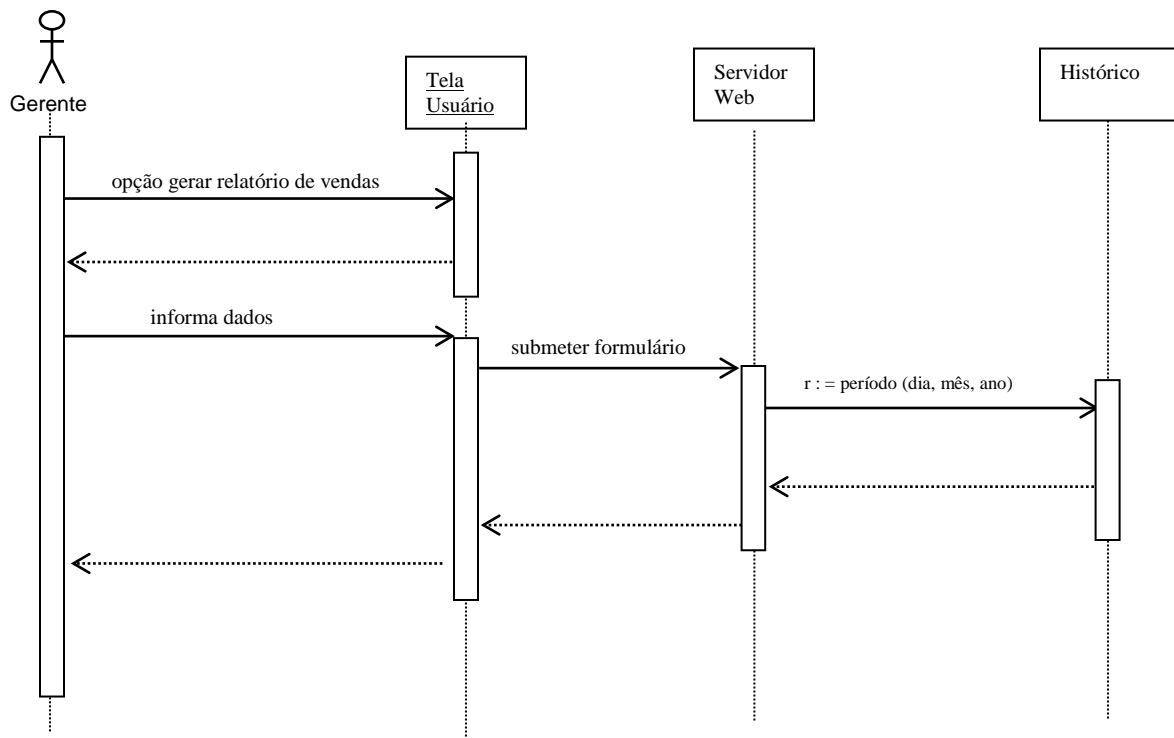 Gerente
Tela
Usuário
Servidor
Web
Histórico
opção gerar relatório de vendas
informa dados
submeter formulário
r : = período (dia, mês, ano)